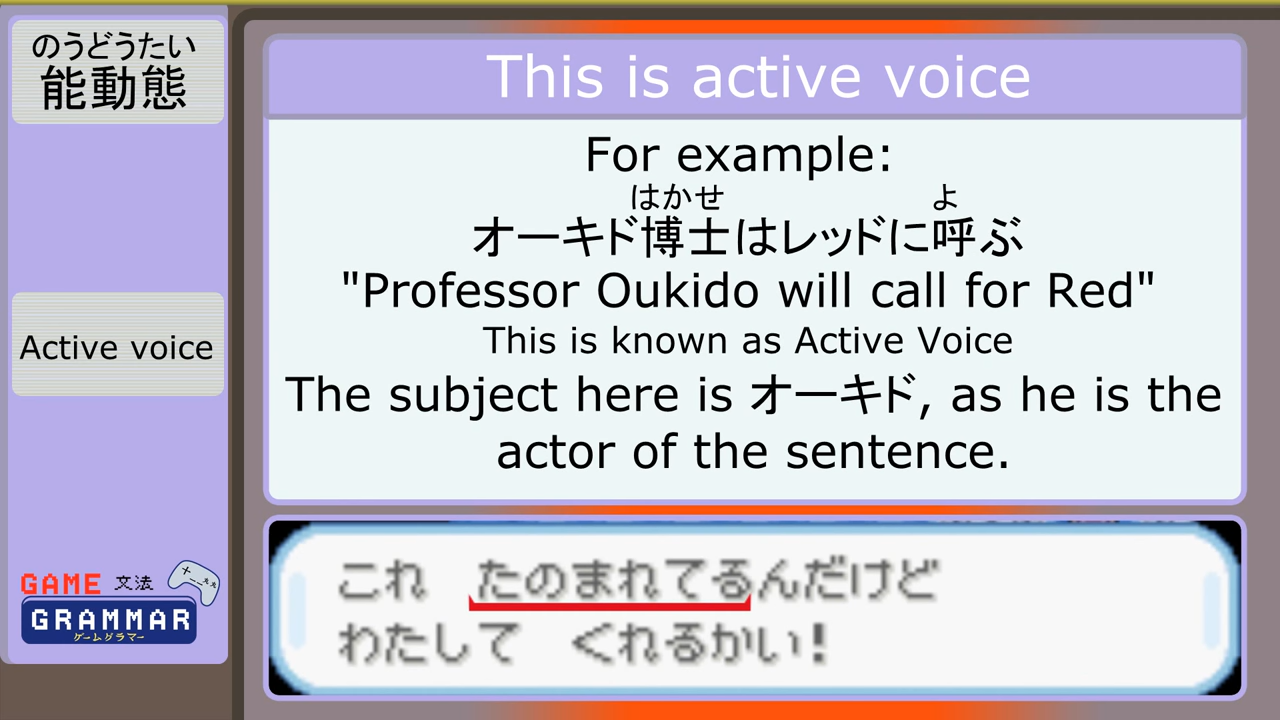 のうどうたい
能動態
Active voice
GAME 文法
GRAMMAR
ゲームグラマー
This is active voice
For example:
はかせ よ
オーキド博士はレッドに呼ぶ
"Professor Oukido will call for Red"
This is known as Active Voice
The subject here is オーキド, as he is the
actor of the sentence.
これ たのまれてるんだけど
わたして くれるかい！